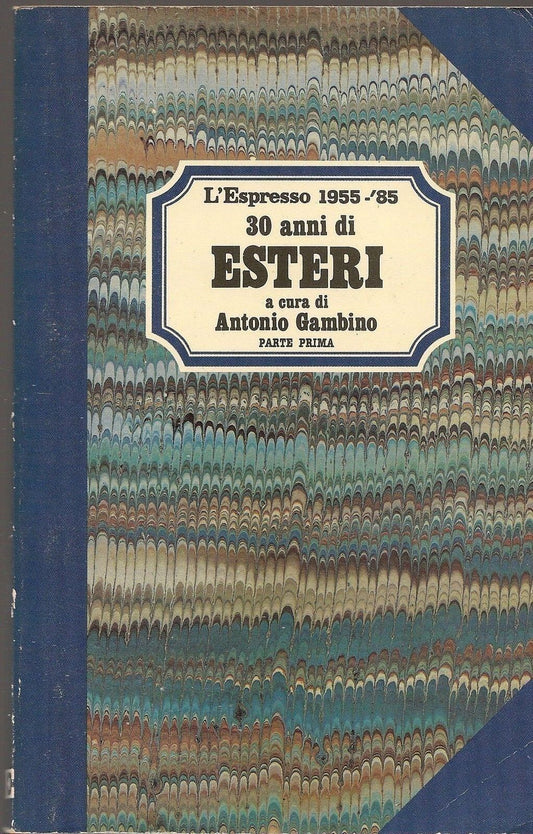 L'Espresso 1955-'85
30 anni di
ESTERI
a cura di
Antonio Gambino
PARTE PRIMA